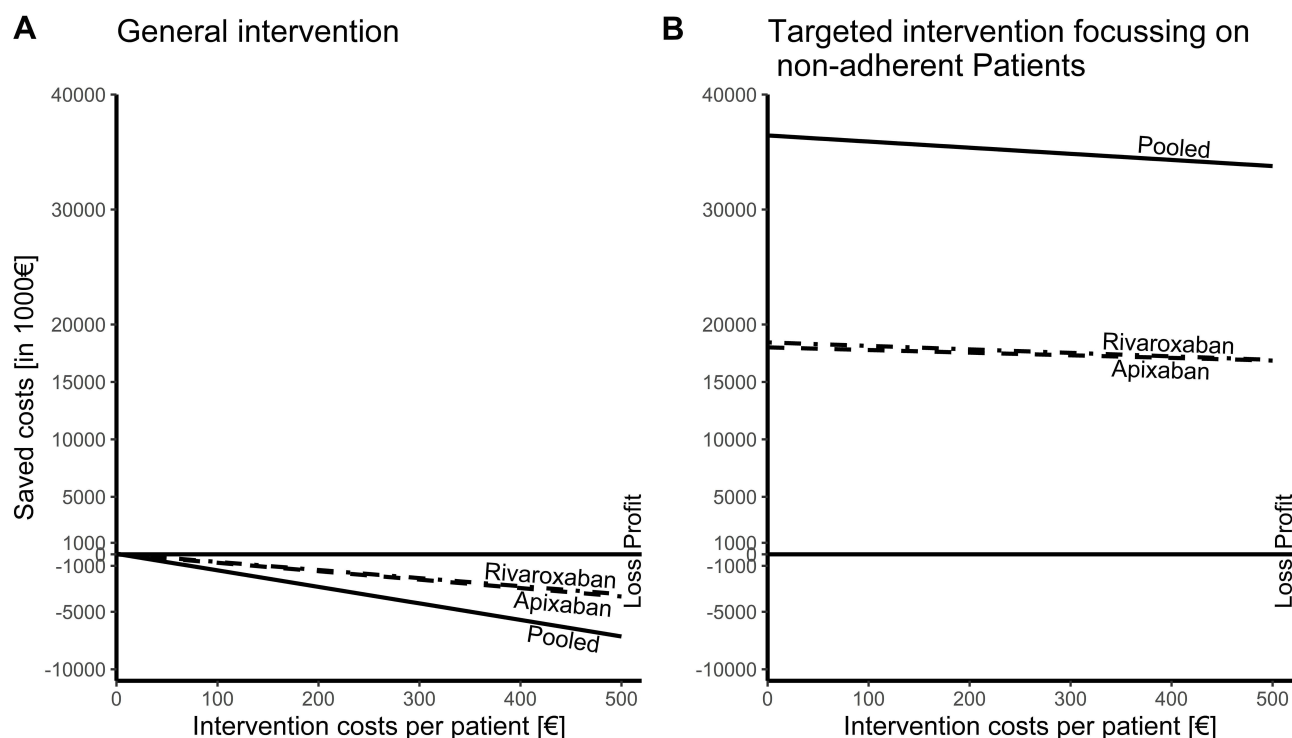 A
General intervention
Saved costs [in 1000€]
40000
30000
20000
15000
10000
5000
1000
0
-1000
-5000
-10000
Profit
Loss
Rivaroxaban
Apixaban
Pooled
0 100 200 300 400 500
Intervention costs per patient [€]
B
Targeted intervention focussing on
non-adherent Patients
40000
30000
20000
15000
10000
5000
1000
0
-1000
-5000
-10000
Pooled
Rivaroxaban
Apixaban
Profit
Loss
0 100 200 300 400 500
Intervention costs per patient [€]